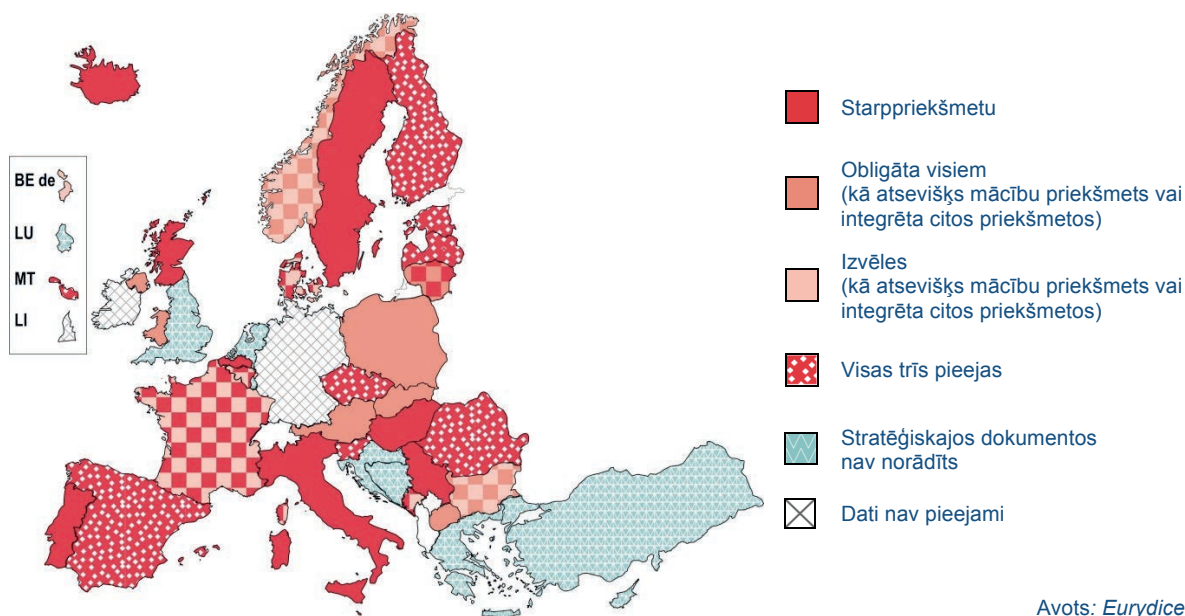 BE de
LU
MT
LI
Starppriekšmetu
Obligāta visiem
(kā atsevišķs mācību priekšmets vai
integrēta citos priekšmetos)
Izvēles
(kā atsevišķs mācību priekšmets vai
integrēta citos priekšmetos)
Visas trīs pieejas
Stratēģiskajos dokumentos
nav norādīts
Dati nav pieejami
Avots: Eurydice